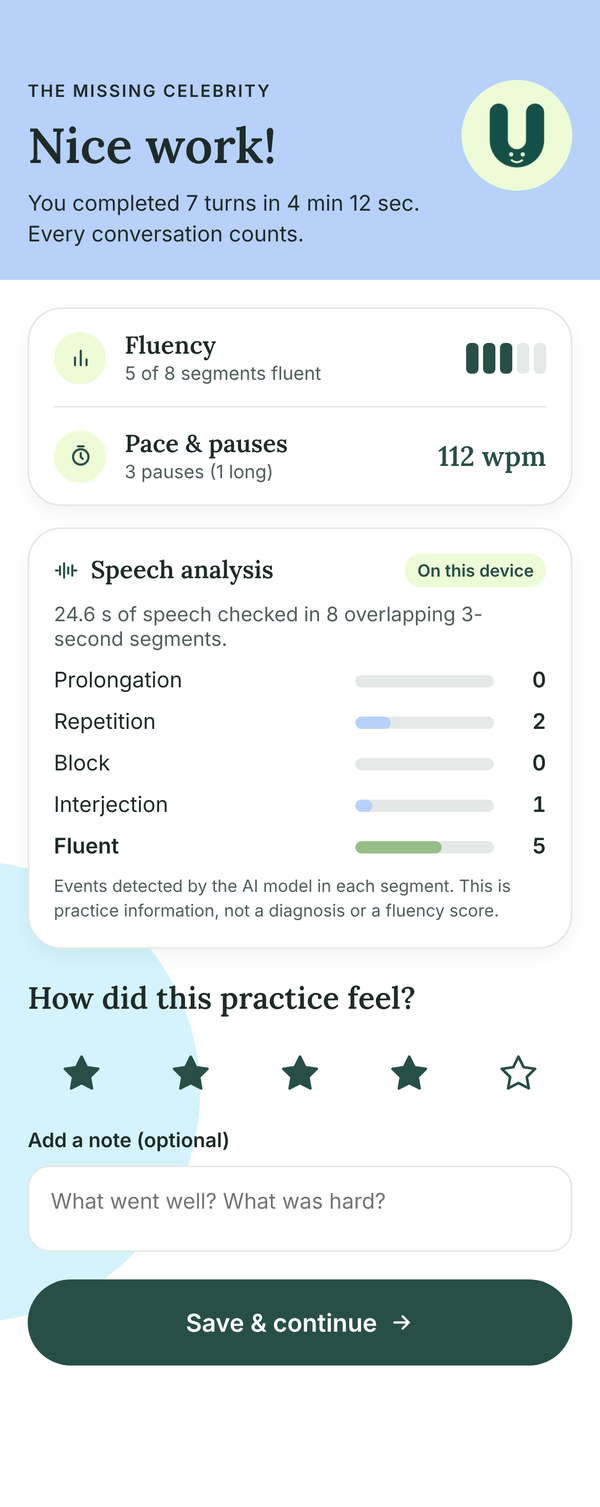 THE MISSING CELEBRITY
Nice work!
You completed 7 turns in 4 min 12 sec.
Every conversation counts.
Fluency
5 of 8 segments fluent
Pace & pauses
3 pauses (1 long)
112 wpm
Speech analysis
On this device
24.6 s of speech checked in 8 overlapping 3-
second segments.
Prolongation 0
Repetition 2
Block 0
Interjection 1
Fluent 5
Events detected by the AI model in each segment. This is
practice information, not a diagnosis or a fluency score.
How did this practice feel?
Add a note (optional)
What went well? What was hard?
Save & continue →